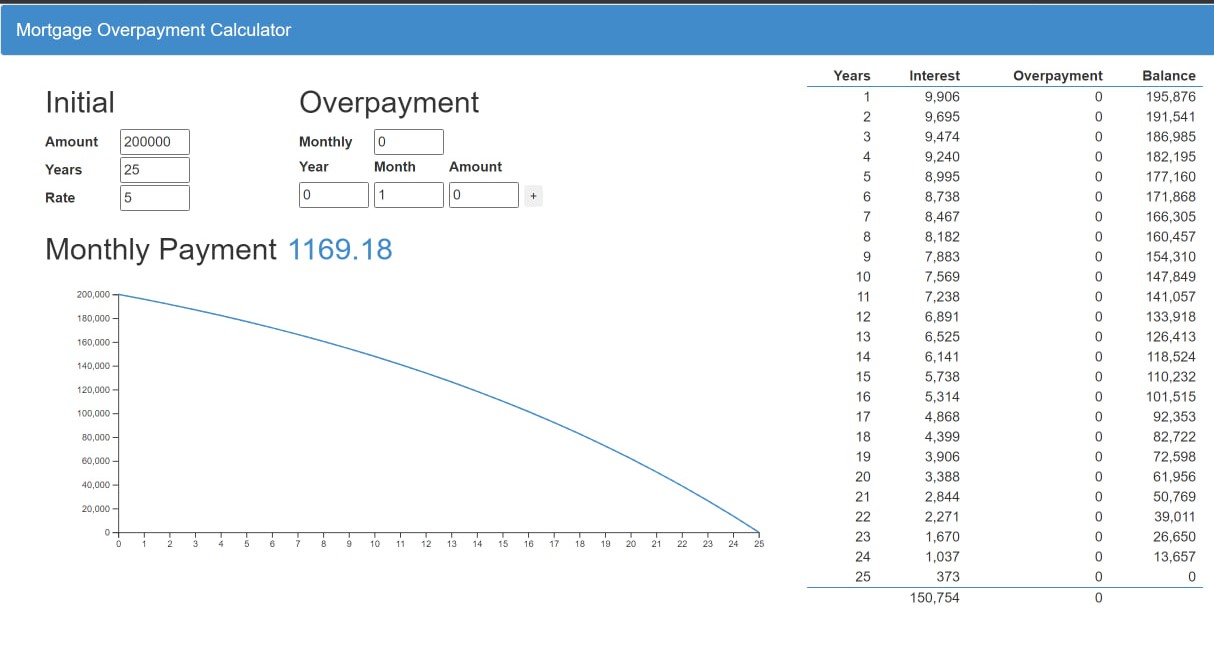 Mortgage Overpayment Calculator
Initial
Amount 200000
Years 25
Rate 5
Overpayment
Monthly 0
Year Month Amount
0 1 0 +
Monthly Payment 1169.18
200,000
180,000
160,000
140,000
120,000
100,000
80,000
60,000
40,000
20,000
0
0 1 2 3 4 5 6 7 8 9 10 11 12 13 14 15 16 17 18 19 20 21 22 23 24 25
Years Interest Overpayment Balance
1 9,906 0 195,876
2 9,695 0 191,541
3 9,474 0 186,985
4 9,240 0 182,195
5 8,995 0 177,160
6 8,738 0 171,868
7 8,467 0 166,305
8 8,182 0 160,457
9 7,883 0 154,310
10 7,569 0 147,849
11 7,238 0 141,057
12 6,891 0 133,918
13 6,525 0 126,413
14 6,141 0 118,524
15 5,738 0 110,232
16 5,314 0 101,515
17 4,868 0 92,353
18 4,399 0 82,722
19 3,906 0 72,598
20 3,388 0 61,956
21 2,844 0 50,769
22 2,271 0 39,011
23 1,670 0 26,650
24 1,037 0 13,657
25 373 0 0
150,754 0